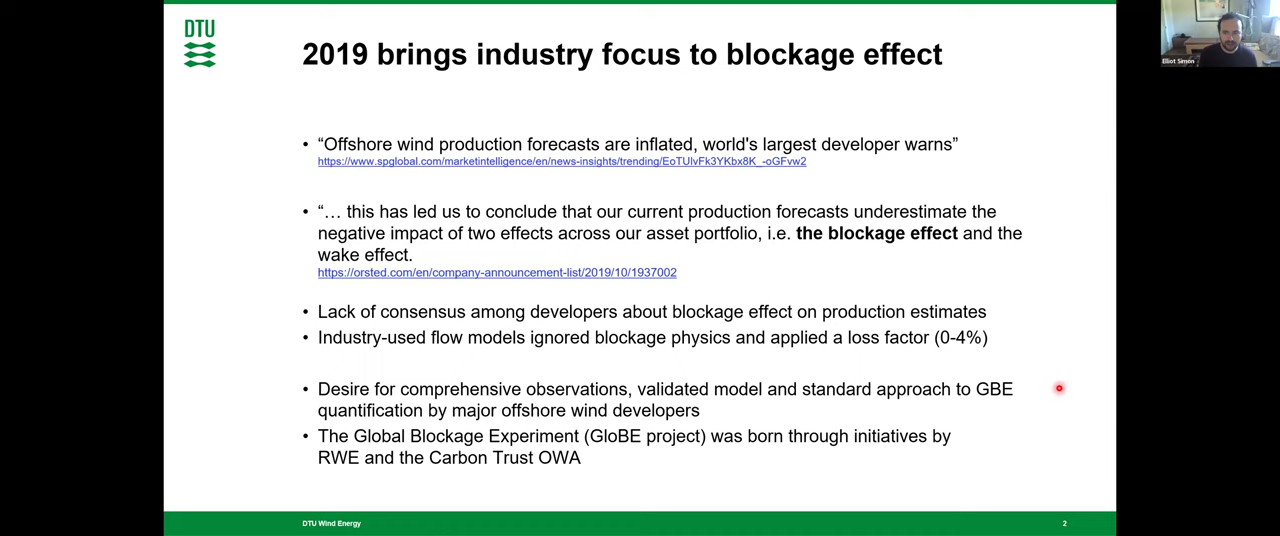 DTU
2019 brings industry focus to blockage effect
Elliot Simon
• “Offshore wind production forecasts are inflated, world's largest developer warns”
https://www.spglobal.com/marketintelligence/en/news-insights/trending/EoTUlvFk3YKbx8K_-oGFvw2
• “… this has led us to conclude that our current production forecasts underestimate the
negative impact of two effects across our asset portfolio, i.e. the blockage effect and the
wake effect.
https://orsted.com/en/company-announcement-list/2019/10/1937002
• Lack of consensus among developers about blockage effect on production estimates
• Industry-used flow models ignored blockage physics and applied a loss factor (0-4%)
• Desire for comprehensive observations, validated model and standard approach to GBE
quantification by major offshore wind developers
• The Global Blockage Experiment (GloBE project) was born through initiatives by
RWE and the Carbon Trust OWA
DTU Wind Energy
2